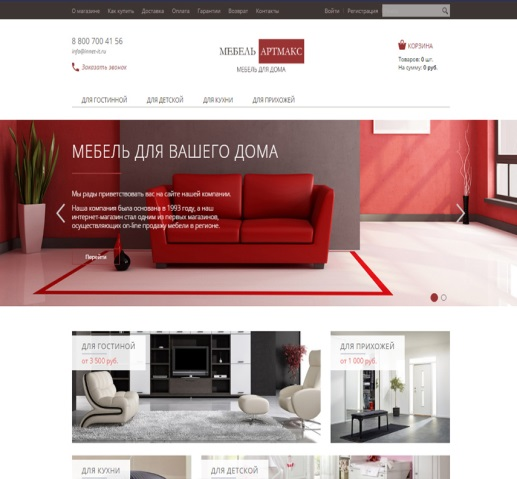 О магазине Как купить Доставка Оплата Гарантии Возврат Контакты Войти | Регистрация
8 800 700 41 56
info@innet-it.ru
Заказать звонок
МЕБЕЛЬ АРТМАКС
МЕБЕЛЬ ДЛЯ ДОМА
КОРЗИНА
Товаров: 0 шт.
На сумму: 0 руб.
ДЛЯ ГОСТИННОЙ ДЛЯ ДЕТСКОЙ ДЛЯ КУХНИ ДЛЯ ПРИХОЖЕЙ
МЕБЕЛЬ ДЛЯ ВАШЕГО ДОМА
Мы рады приветствовать вас на сайте нашей компании.
Наша компания была основана в 1993 году, а наш
интернет-магазин стал одним из первых магазинов,
осуществляющих on-line продажу мебели в регионе.
Перейти
ДЛЯ ГОСТИНОЙ
от 3 500 руб.
ДЛЯ ПРИХОЖЕЙ
от 1 000 руб.
ДЛЯ КУХНИ
ДЛЯ ДЕТСКОЙ